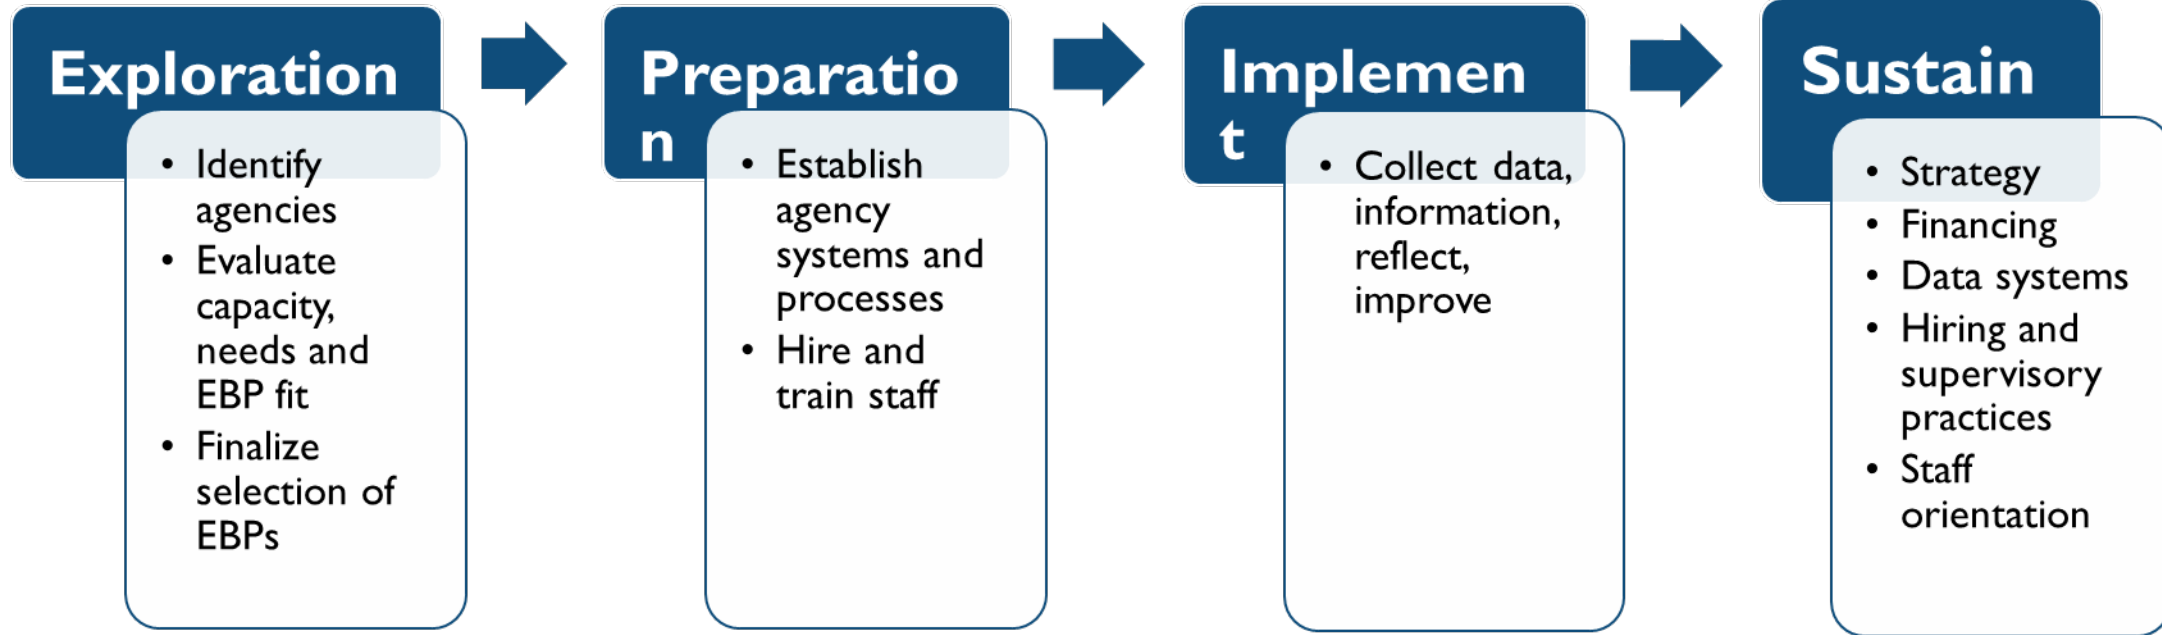 Exploration
• Identify
agencies
• Evaluate
capacity,
needs and
EBP fit
• Finalize
selection of
EBPs
Preparatio
n
• Establish
agency
systems and
processes
• Hire and
train staff
Implemen
t
• Collect data,
information,
reflect,
improve
Sustain
• Strategy
• Financing
• Data systems
• Hiring and
supervisory
practices
• Staff
orientation